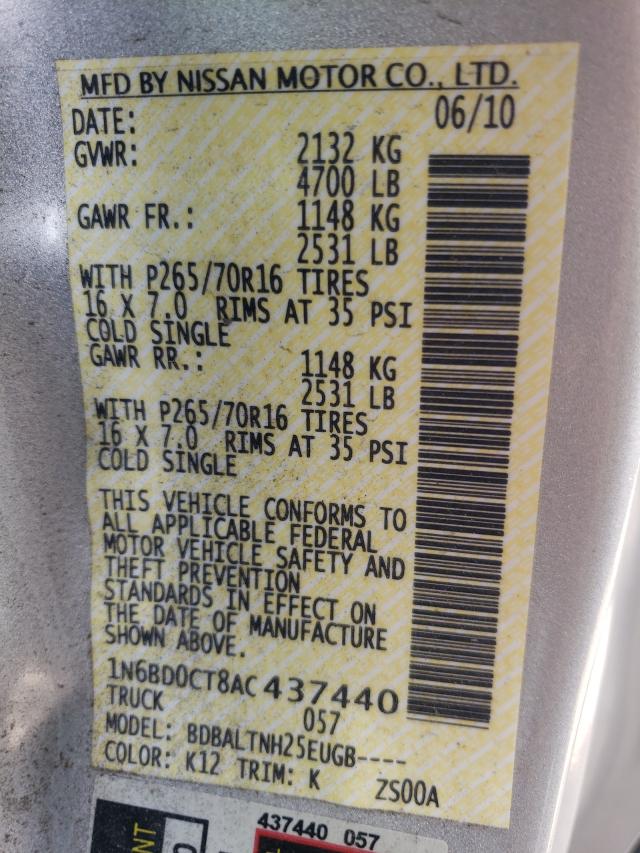 MFD BY NISSAN MOTOR CO., LTD.
DATE: 06/10
GVWR: 2132 KG
4700 LB
GAWR FR.: 1148 KG
2531 LB
WITH P265/70R16 TIRES
16 X 7.0 RIMS AT 35 PSI
COLD SINGLE
GAWR RR.: 1148 KG
2531 LB
WITH P265/70R16 TIRES
16 X 7.0 RIMS AT 35 PSI
COLD SINGLE
THIS VEHICLE CONFORMS TO
ALL APPLICABLE FEDERAL
MOTOR VEHICLE SAFETY AND
THEFT PREVENTION
STANDARDS IN EFFECT ON
THE DATE OF MANUFACTURE
SHOWN ABOVE.
1N6BD0CT8AC437440
TRUCK 057
MODEL: BDBALTNH25EUGB----
COLOR: K12 TRIM: K ZS00A
437440 057